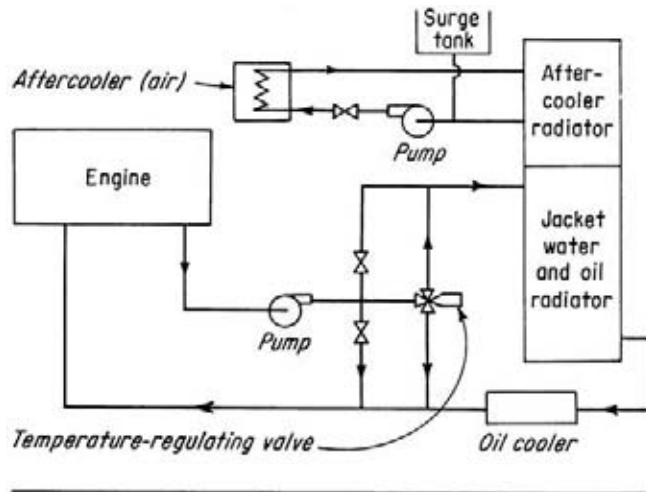 Surge
tank
Aftercooler (air)
After-
cooler
radiator
Pump
Engine
Jacket
water
and oil
radiator
Pump
Temperature-regulating valve
Oil cooler